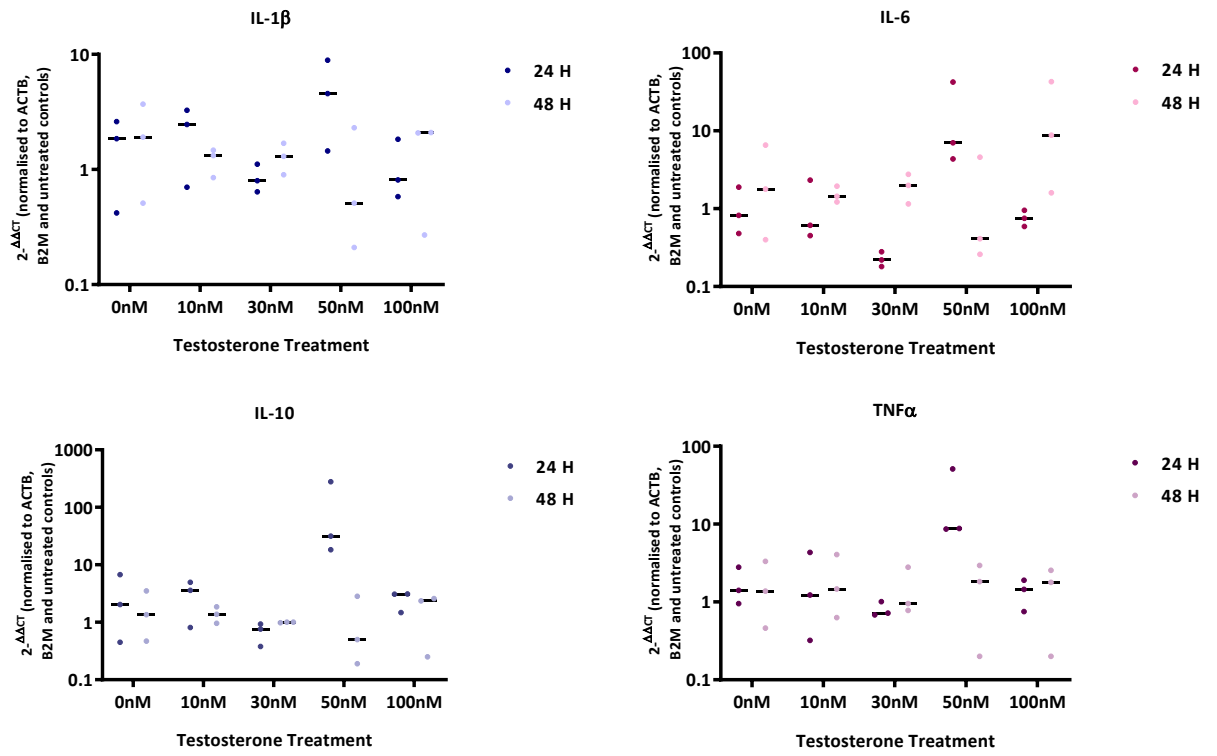 IL-1β
10
1
0.1
2-ΔΔCT (normalised to ACTB,
B2M and untreated controls)
0nM 10nM 30nM 50nM 100nM
Testosterone Treatment
24 H
48 H
IL-6
100
10
1
0.1
2-ΔΔCT (normalised to ACTB,
B2M and untreated controls)
0nM 10nM 30nM 50nM 100nM
Testosterone Treatment
24 H
48 H
IL-10
1000
100
10
1
0.1
2-ΔΔCT (normalised to ACTB,
B2M and untreated controls)
0nM 10nM 30nM 50nM 100nM
Testosterone Treatment
24 H
48 H
TNFα
100
10
1
0.1
2-ΔΔCT (normalised to ACTB,
B2M and untreated controls)
0nM 10nM 30nM 50nM 100nM
Testosterone Treatment
24 H
48 H